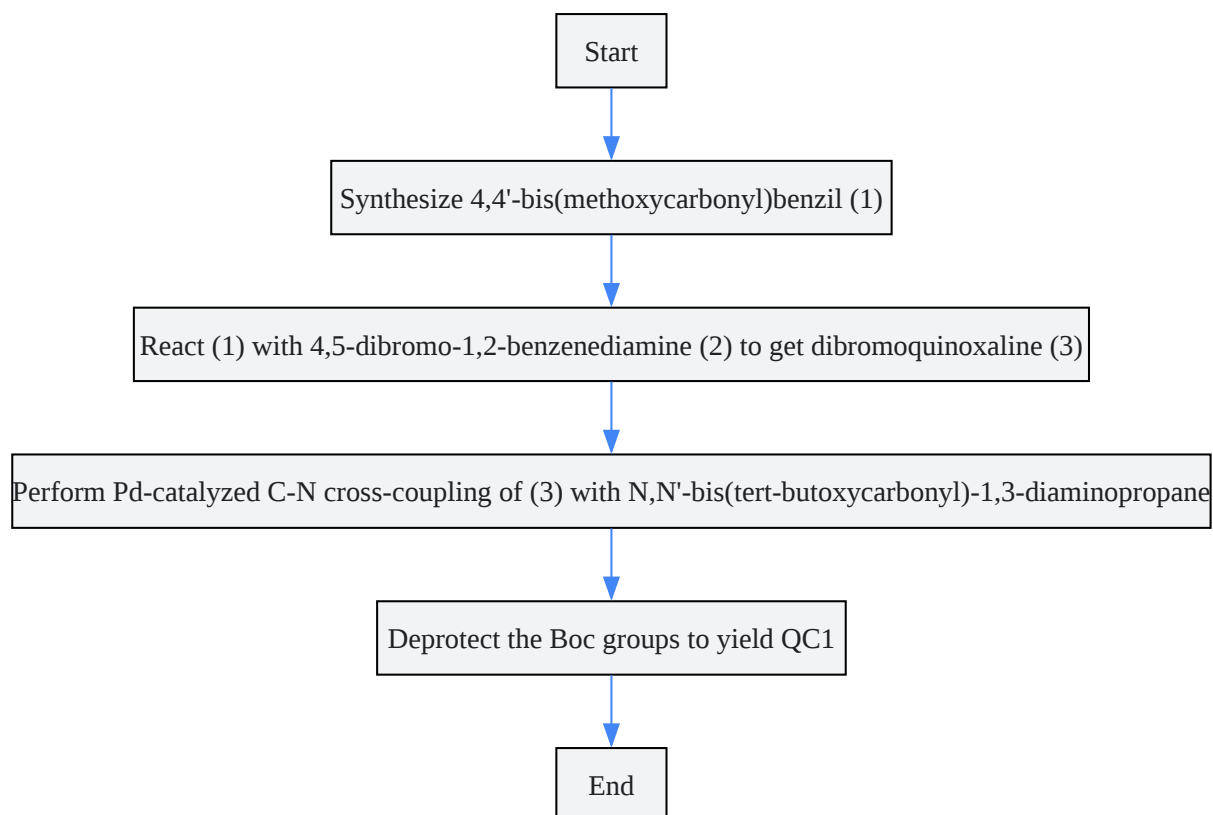 Start
Synthesize 4,4'-bis(methoxycarbonyl)benzil (1)
React (1) with 4,5-dibromo-1,2-benzenediamine (2) to get dibromoquinoxaline (3)
Perform Pd-catalyzed C-N cross-coupling of (3) with N,N'-bis(tert-butoxycarbonyl)-1,3-diaminopropane
Deprotect the Boc groups to yield QC1
End